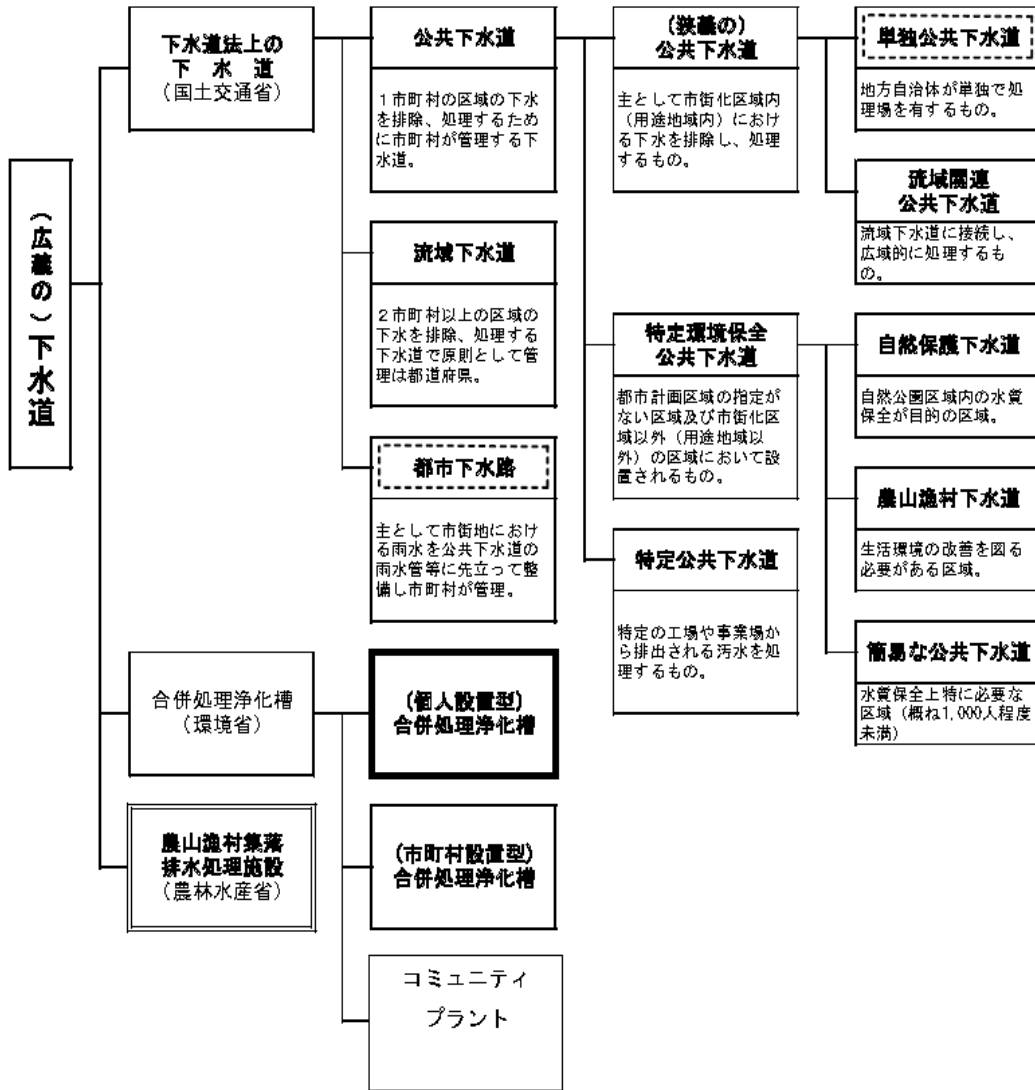 (広義の)下水道
下水道法上の
下水道
(国土交通省)
公共下水道
1市町村の区域の下水
を排除、処理するため
に市町村が管理する下
水道。
流域下水道
2市町村以上の区域の
下水を排除、処理する
下水道で原則として管
理は都道府県。
都市下水路
主として市街地におけ
る雨水を公共下水道の
雨水管等に先立って整
備し市町村が管理。
(狭義の)
公共下水道
主として市街化区域内
(用途地域内)におけ
る下水を排除し、処理
するもの。
特定環境保全
公共下水道
都市計画区域の指定が
ない区域及び市街化区
域以外(用途地域以
外)の区域において設
置されるもの。
特定公共下水道
特定の工場や事業場か
ら排出される汚水を処
理するもの。
単独公共下水道
地方自治体が単独で処
理場を有するもの。
流域関連
公共下水道
流域下水道に接続し、
広域的に処理するも
の。
自然保護下水道
自然公園区域内の水質
保全が目的の区域。
農山漁村下水道
生活環境の改善を図る
必要がある区域。
簡易な公共下水道
水質保全上特に必要な
区域(概ね1,000人程度
未満)
合併処理浄化槽
(環境省)
(個人設置型)
合併処理浄化槽
(市町村設置型)
合併処理浄化槽
コミュニティ
プラント
農山漁村集落
排水処理施設
(農林水産省)